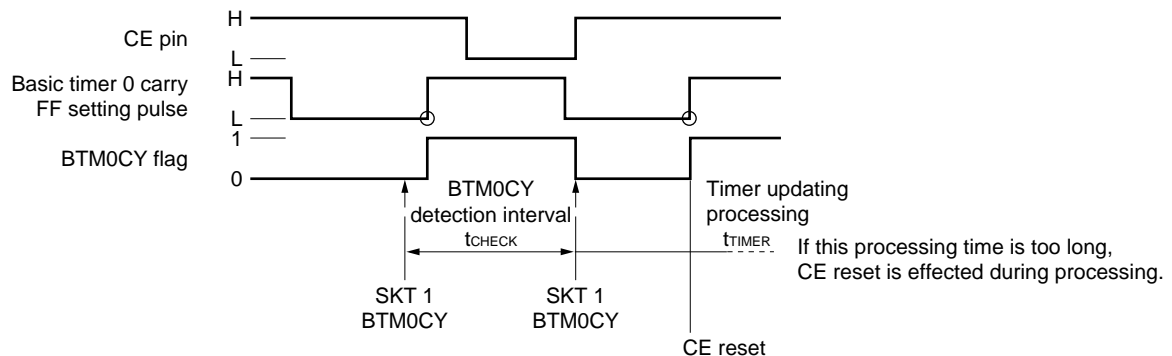 H
CE pin
L
H
Basic timer 0 carry
FF setting pulse
L
1
BTM0CY flag
0
BTM0CY
detection interval
tCHECK
Timer updating
processing
tTIMER
If this processing time is too long,
CE reset is effected during processing.
SKT 1
BTM0CY
SKT 1
BTM0CY
CE reset